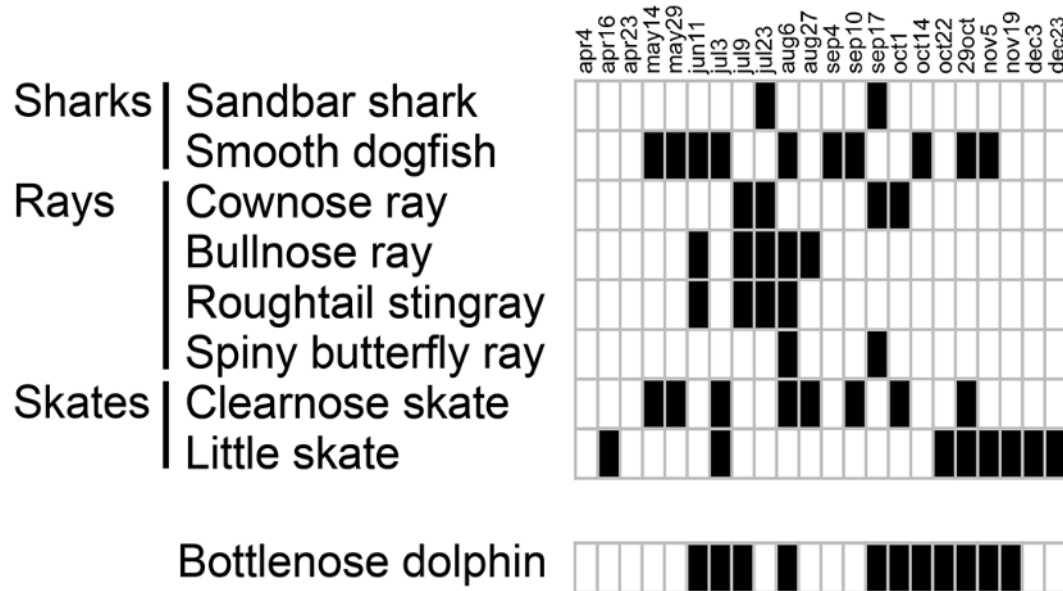 apr4 apr16 apr23 may14 may29 jun11 jul3 jul9 jul23 aug6 aug27 sep4 sep10 sep17 oct1 oct14 oct22 29oct nov5 nov19 dec3 dec23
Sharks Sandbar shark
Smooth dogfish
Rays Cownose ray
Bullnose ray
Roughtail stingray
Spiny butterfly ray
Skates Clearnose skate
Little skate
Bottlenose dolphin